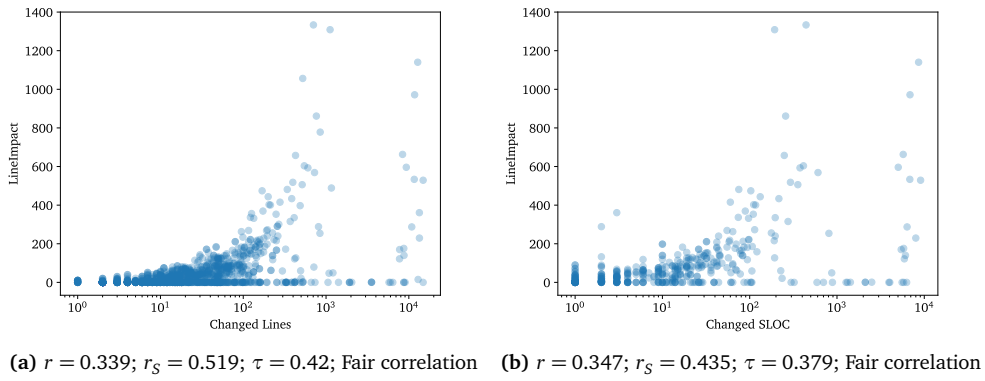 1400
1200
1000
800
600
400
200
0
LineImpact
10⁰ 10¹ 10² 10³ 10⁴
Changed Lines
1400
1200
1000
800
600
400
200
0
LineImpact
10⁰ 10¹ 10² 10³ 10⁴
Changed SLOC
(a) r = 0.339; r_S = 0.519; τ = 0.42; Fair correlation
(b) r = 0.347; r_S = 0.435; τ = 0.379; Fair correlation